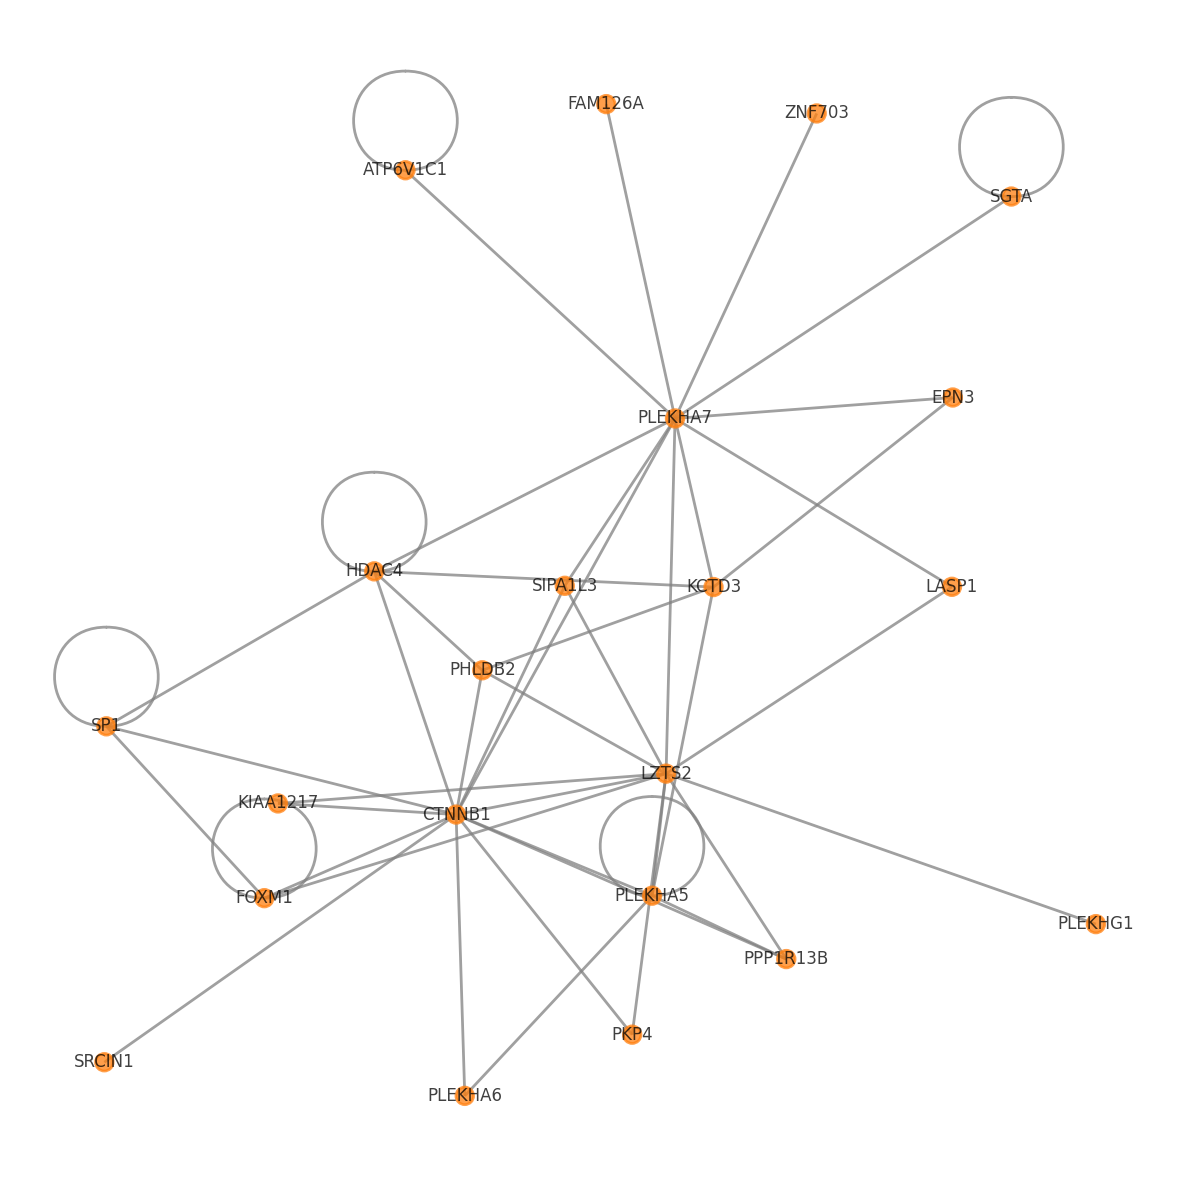 FAM126A
ZNF703
ATP6V1C1
SGTA
EPN3
PLEKHA7
HDAC4
SIPA1L3
KCTD3
LASP1
PHLDB2
SP1
LZTS2
KIAA1217
CTNNB1
PLEKHA5
FOXM1
PLEKHG1
PPP1R13B
PKP4
SRCIN1
PLEKHA6